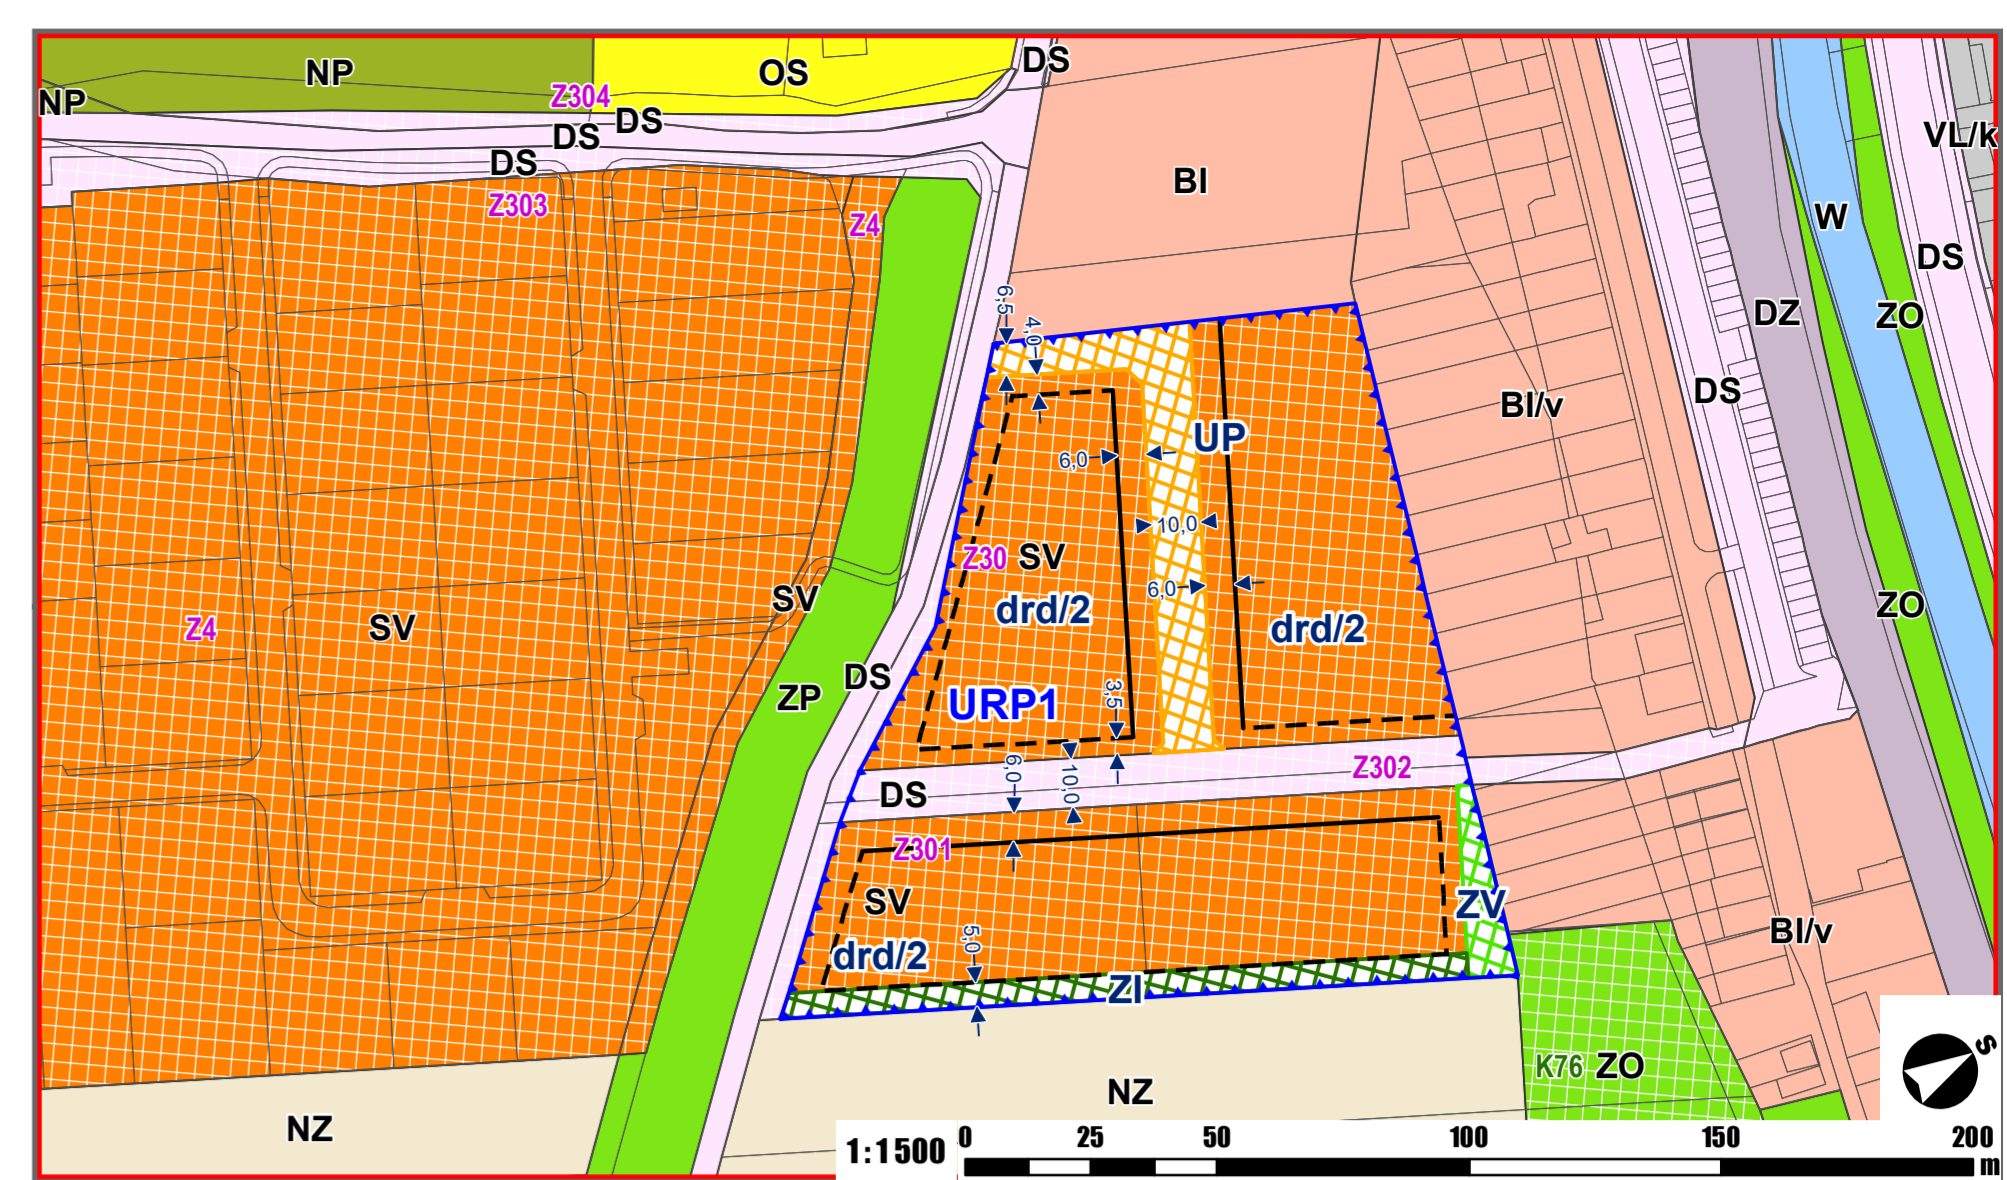 NP
OS
DS
NP
Z304
DS
DS
VL/k
DS
BI
Z303
Z4
W
DS
6,5
4,0
DZ
ZO
DS
BI/v
UP
6,0
10,0
Z30
SV
6,0
SV
drd/2
drd/2
ZO
Z4
SV
DS
ZP
URP1
3,5
6,0
10,0
Z302
DS
Z301
SV
ZV
drd/2
5,0
BI/v
ZI
K76
ZO
NZ
NZ
S
1:1500
0
25
50
100
150
200
m